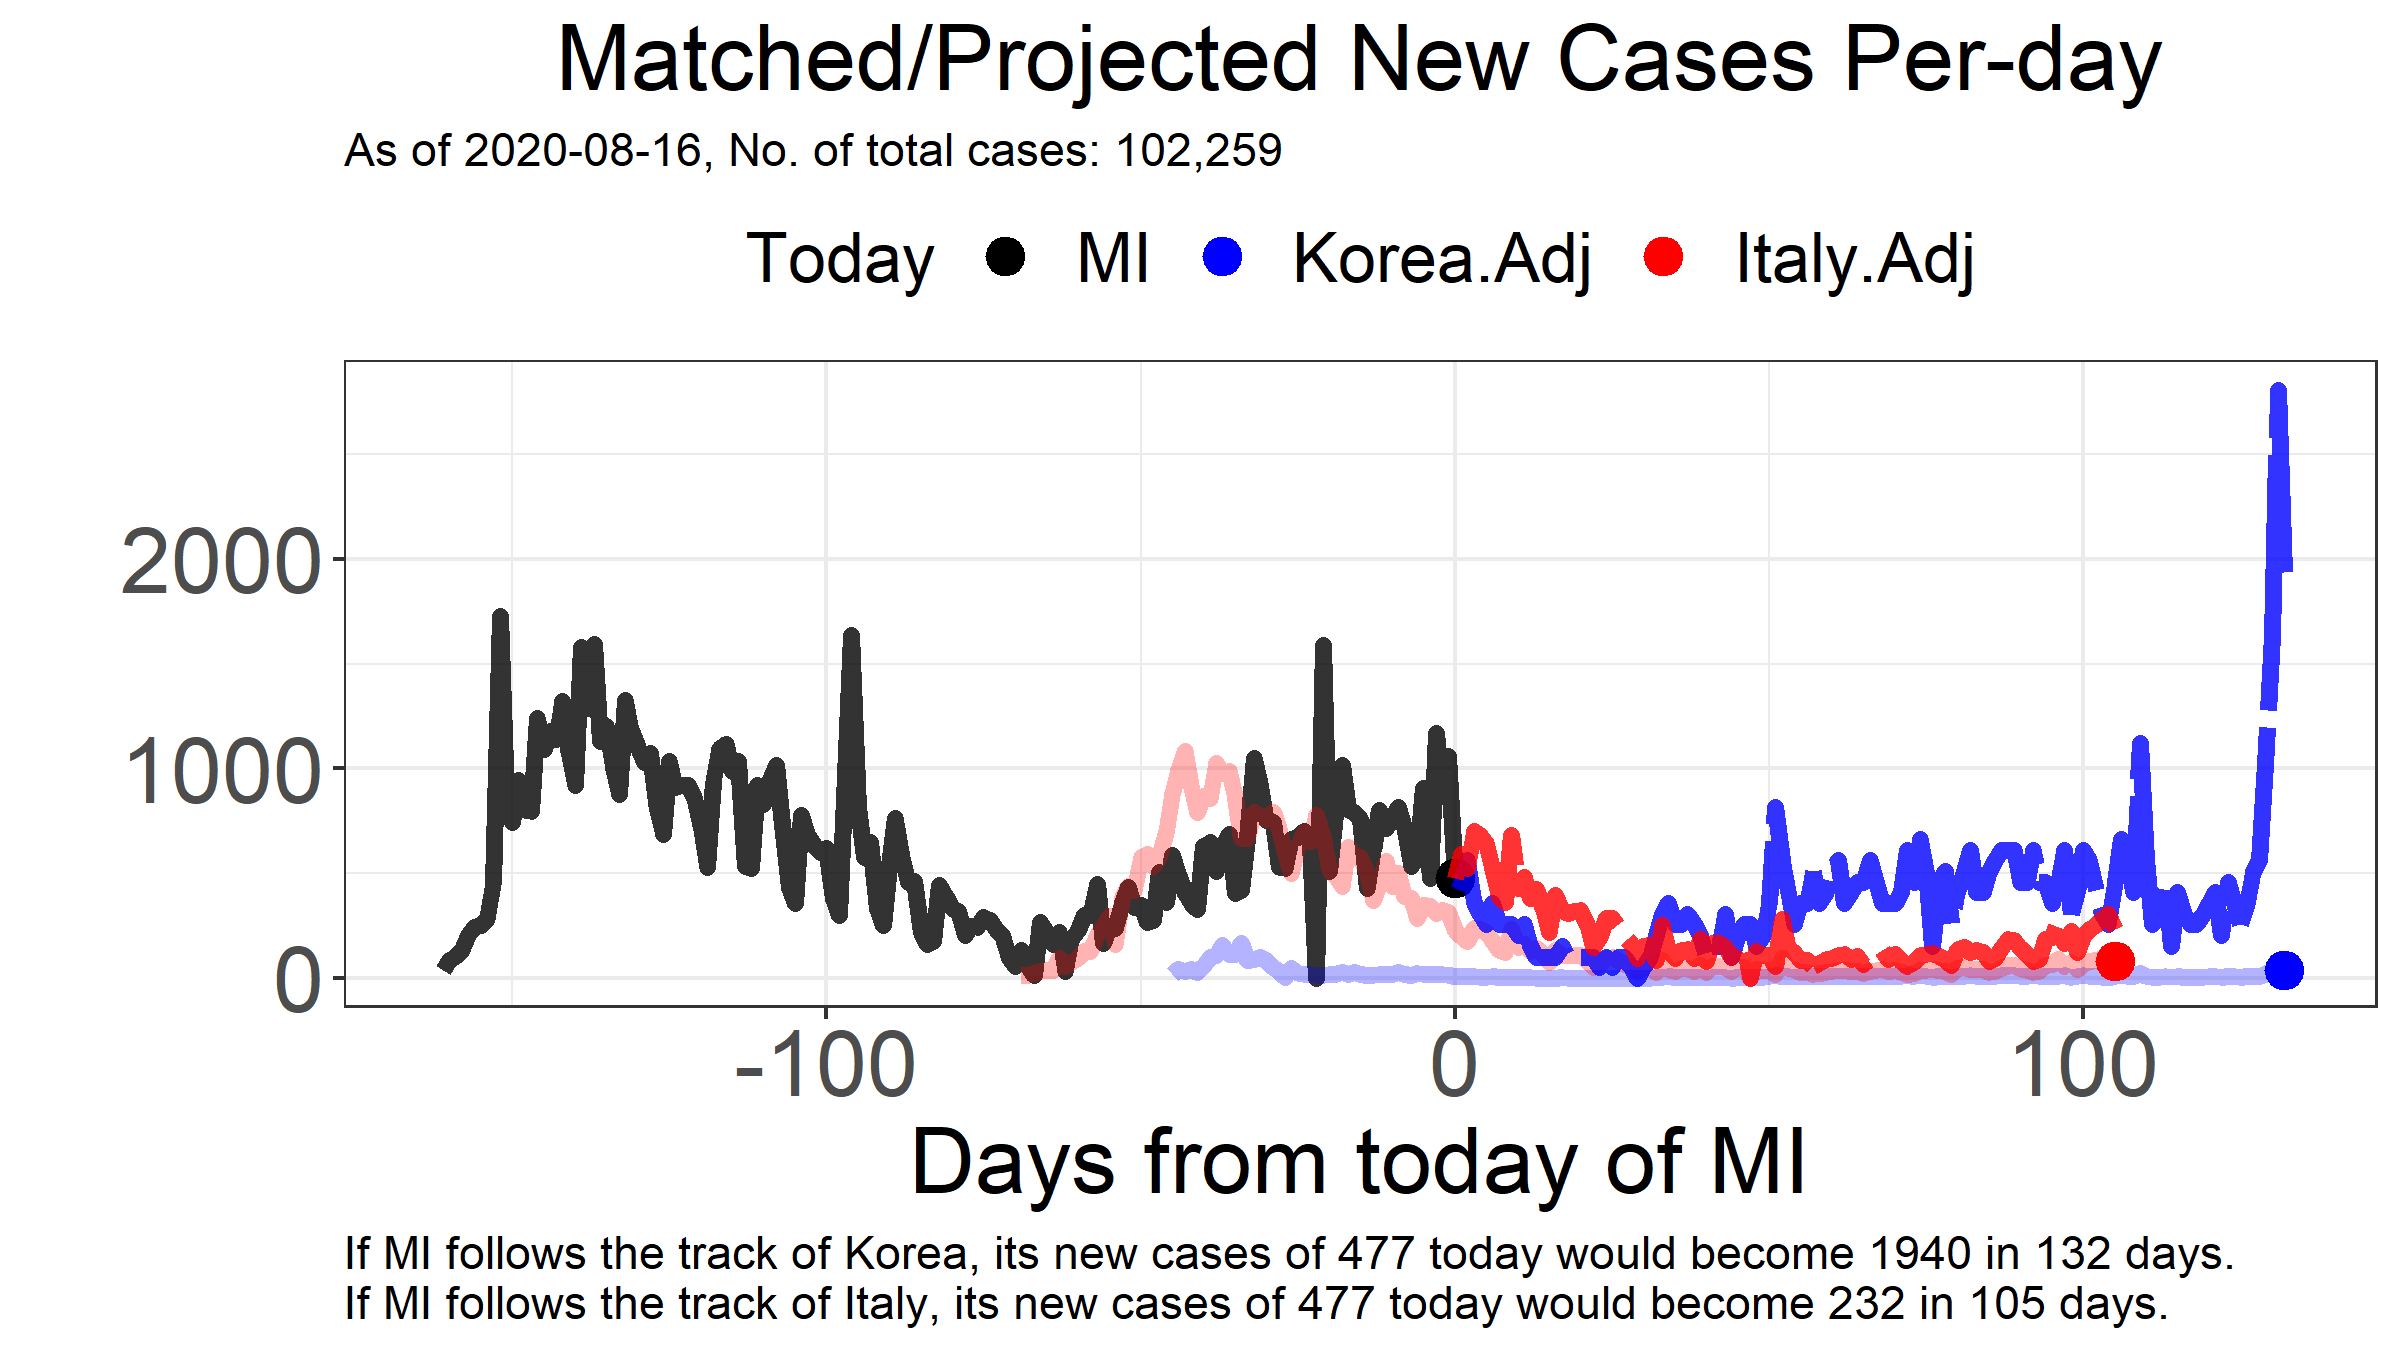 Matched/Projected New Cases Per-day
As of 2020-08-16, No. of total cases: 102,259
Today MI Korea.Adj Italy.Adj
2000
1000
0
-100 0 100
Days from today of MI
If MI follows the track of Korea, its new cases of 477 today would become 1940 in 132 days.
If MI follows the track of Italy, its new cases of 477 today would become 232 in 105 days.